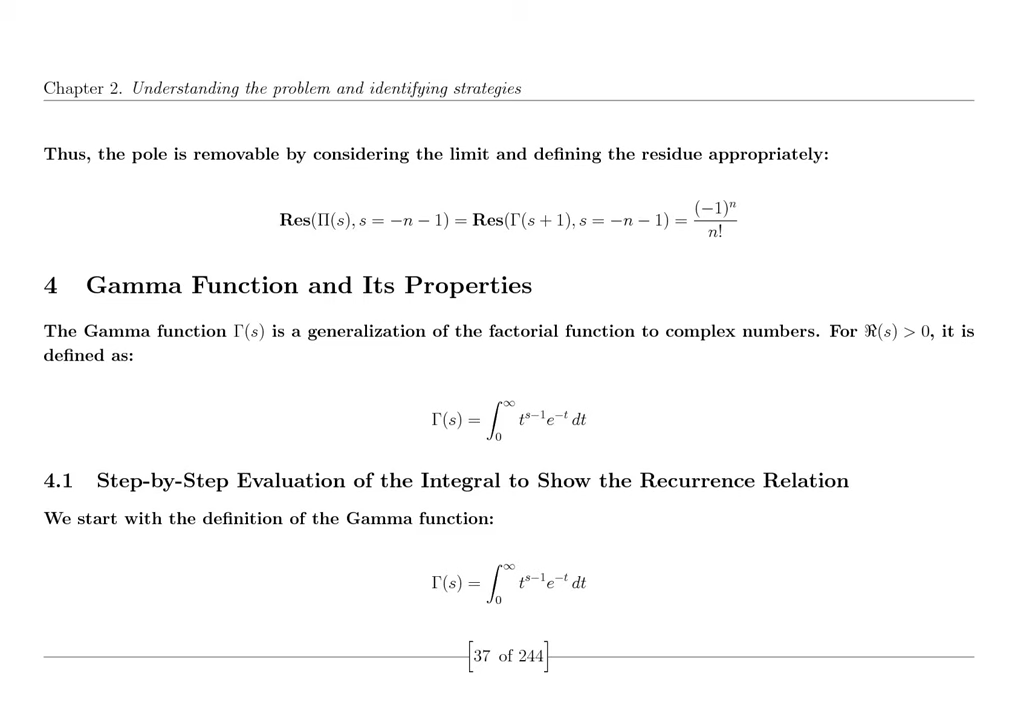 Chapter 2. Understanding the problem and identifying strategies
Thus, the pole is removable by considering the limit and defining the residue appropriately:
Res(Π(s), s = −n − 1) = Res(Γ(s + 1), s = −n − 1) = (−1)ⁿ / n!
4 Gamma Function and Its Properties
The Gamma function Γ(s) is a generalization of the factorial function to complex numbers. For ℜ(s) > 0, it is
defined as:
Γ(s) = ∫₀^∞ t^{s−1} e^{−t} dt
4.1 Step-by-Step Evaluation of the Integral to Show the Recurrence Relation
We start with the definition of the Gamma function:
Γ(s) = ∫₀^∞ t^{s−1} e^{−t} dt
[37 of 244]